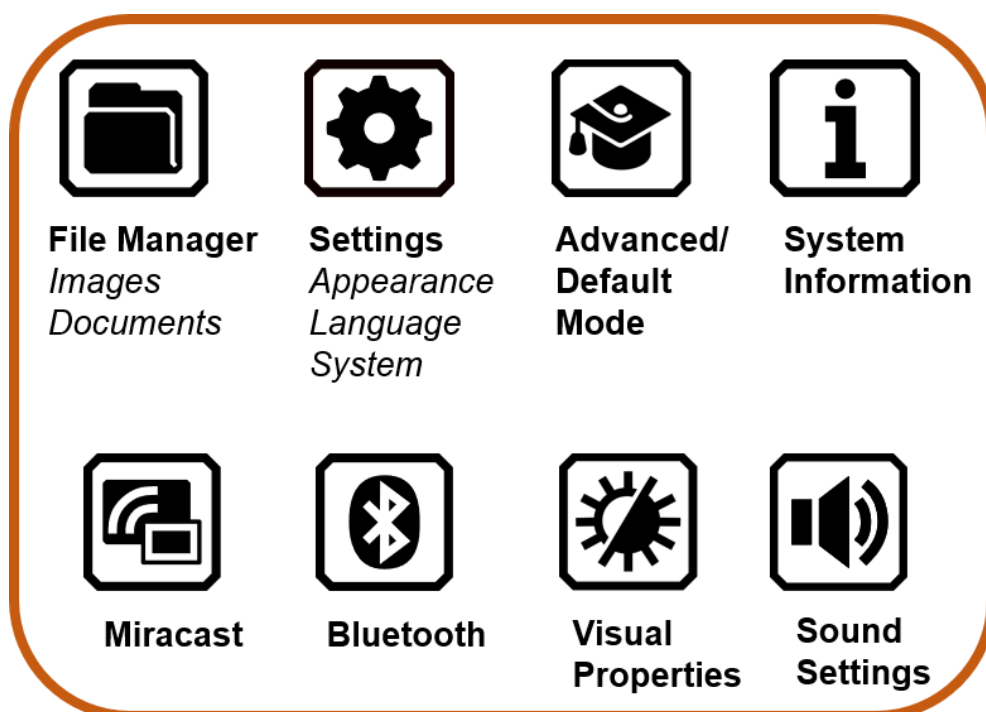 File Manager
Images
Documents
Settings
Appearance
Language
System
Advanced/
Default
Mode
System
Information
Miracast
Bluetooth
Visual
Properties
Sound
Settings